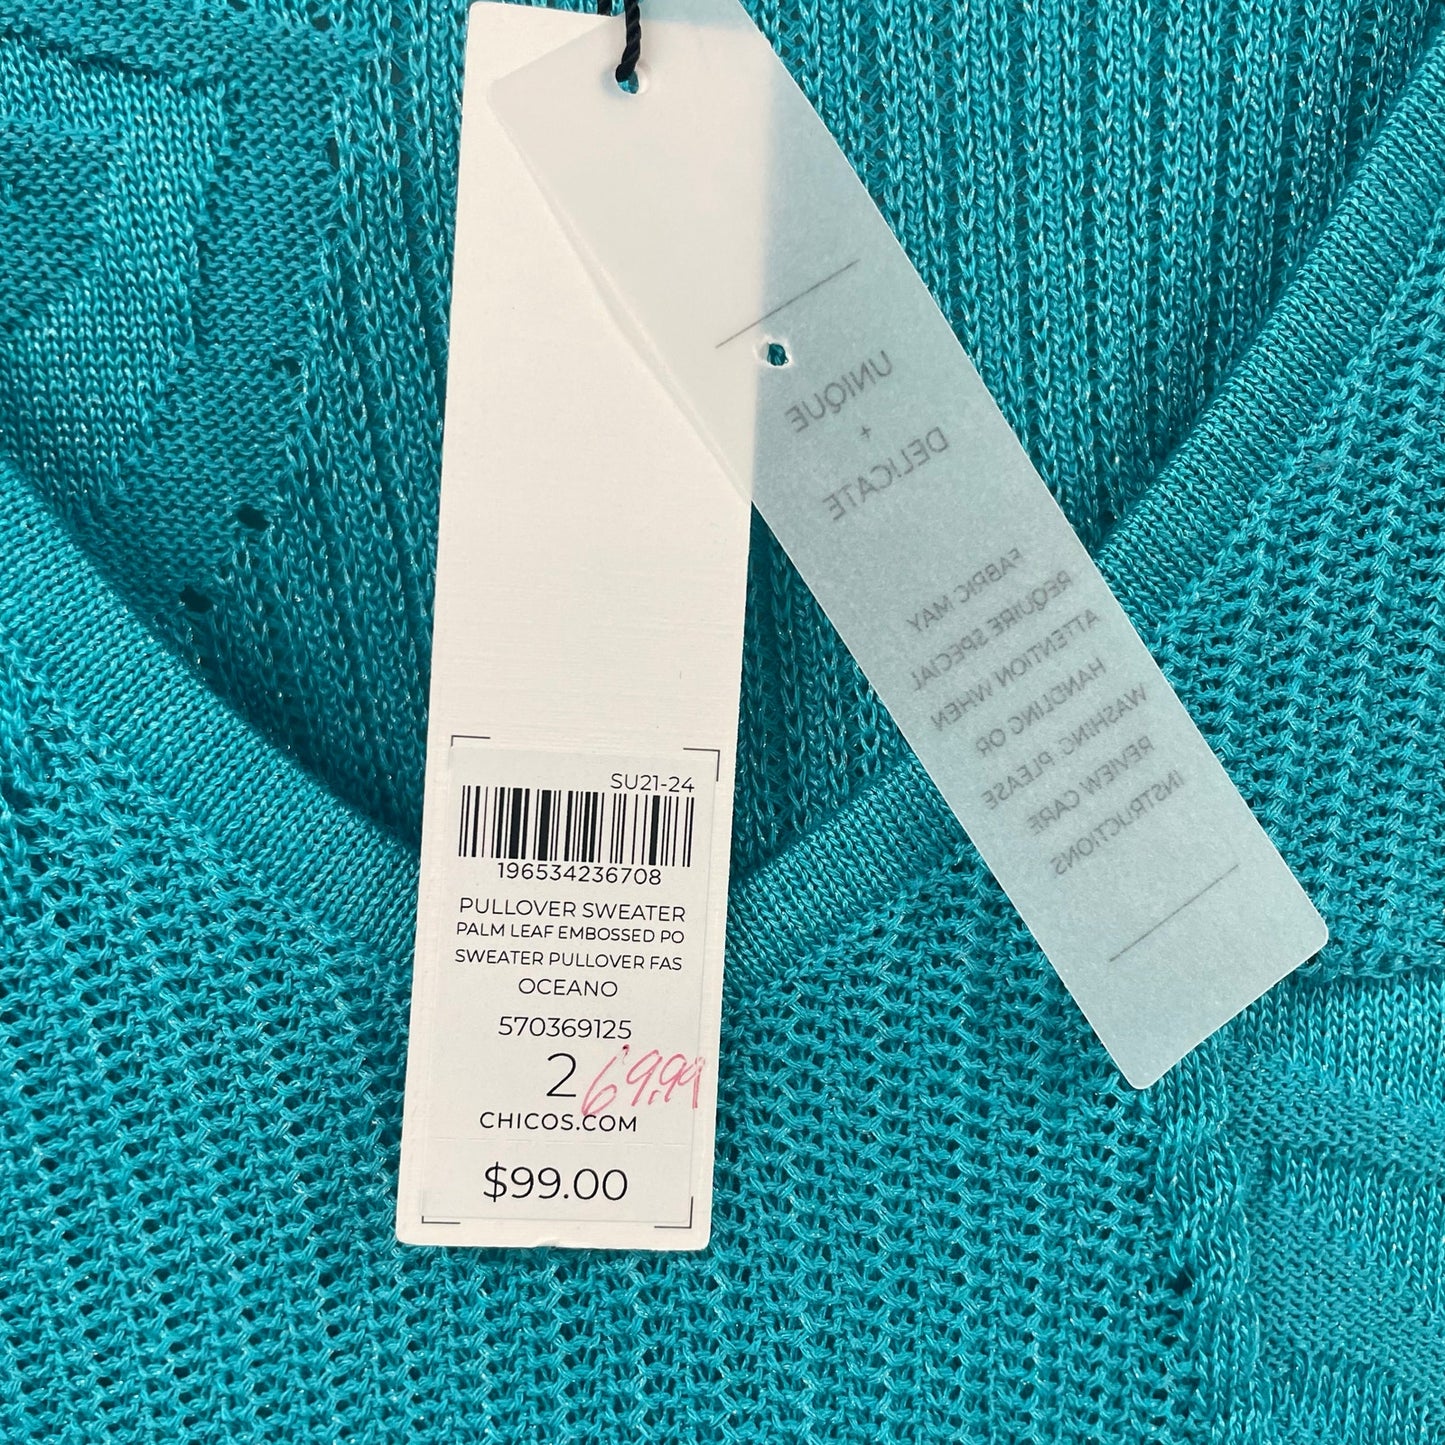 SU21-24
196534236708
PULLOVER SWEATER
PALM LEAF EMBOSSED PO
SWEATER PULLOVER FAS
OCEANO
570369125
2 69.99
CHICOS.COM
$99.00
UNIQUE
+
DELICATE
FABRIC MAY
REQUIRE SPECIAL
ATTENTION WHEN
HANDLING OR
WASHING. PLEASE
REVIEW CARE
INSTRUCTIONS